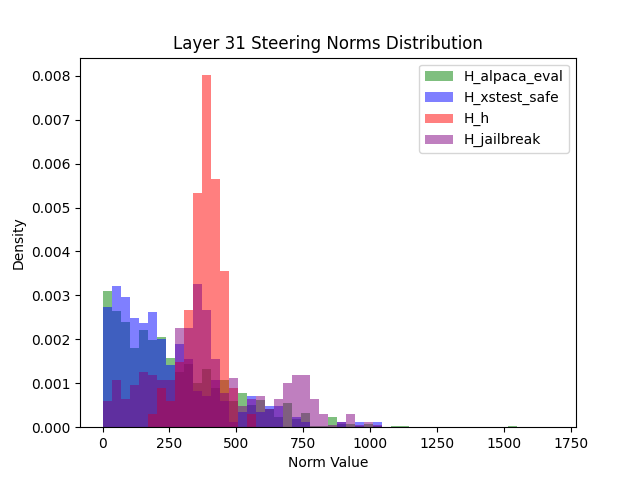 Layer 31 Steering Norms Distribution
H_alpaca_eval
H_xstest_safe
H_h
H_jailbreak
0.008
0.007
0.006
0.005
0.004
0.003
0.002
0.001
0.000
Density
0 250 500 750 1000 1250 1500 1750
Norm Value